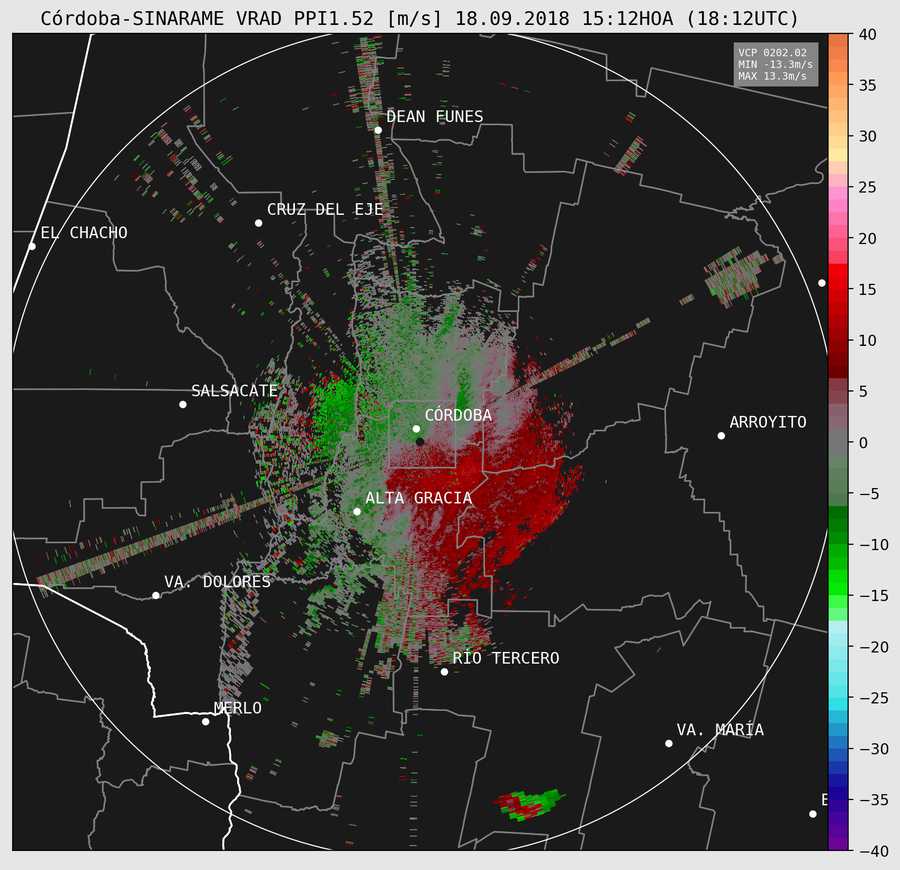 Córdoba-SINARAME VRAD PPI1.52 [m/s] 18.09.2018 15:12HOA (18:12UTC)
VCP 0202.02
MIN -13.3m/s
MAX 13.3m/s
DEAN FUNES
CRUZ DEL EJE
EL CHACHO
SALSACATE
CÓRDOBA
ARROYITO
ALTA GRACIA
VA. DOLORES
RÍO TERCERO
MERLO
VA. MARÍA
40
35
30
25
20
15
10
5
0
−5
−10
−15
−20
−25
−30
−35
−40